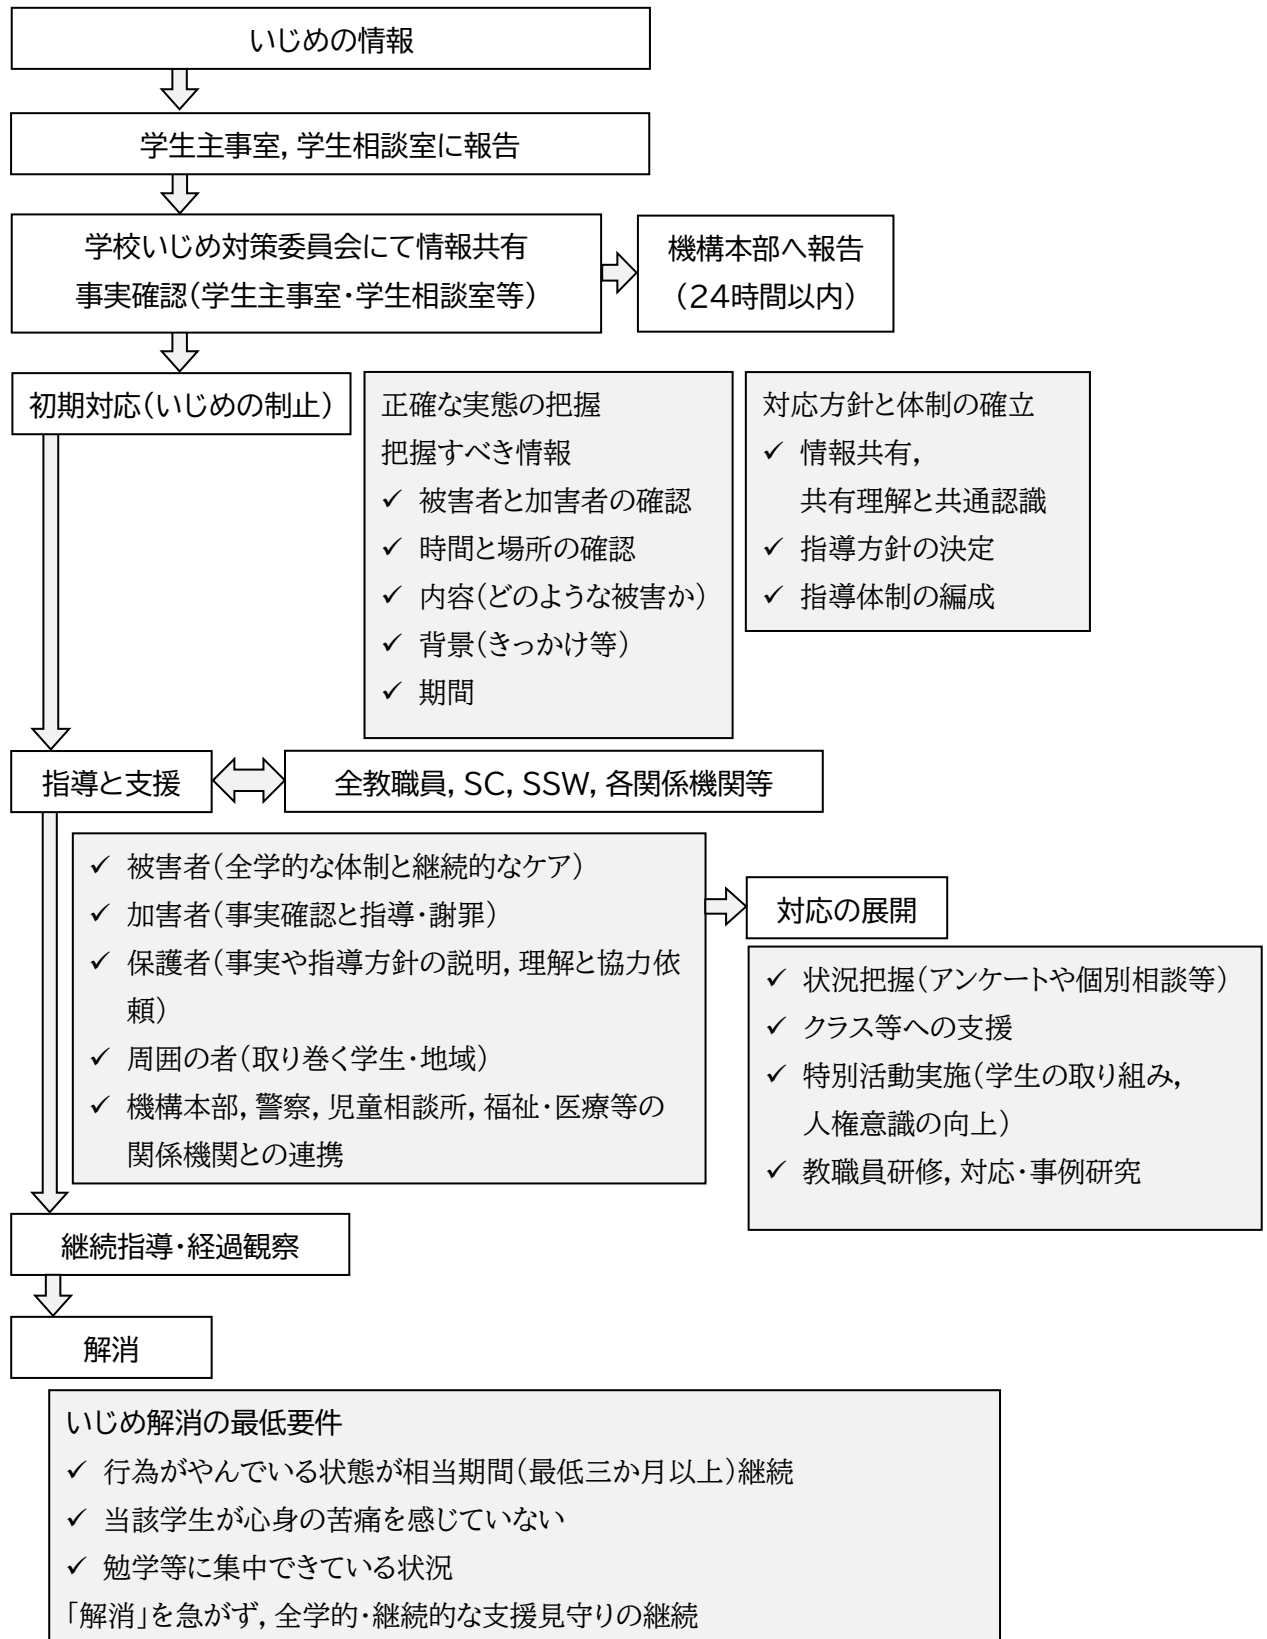 いじめの情報
学生主事室，学生相談室に報告
学校いじめ対策委員会にて情報共有
事実確認（学生主事室・学生相談室等）
機構本部へ報告
（24時間以内）
初期対応（いじめの制止）
正確な実態の把握
把握すべき情報
✓ 被害者と加害者の確認
✓ 時間と場所の確認
✓ 内容（どのような被害か）
✓ 背景（きっかけ等）
✓ 期間
対応方針と体制の確立
✓ 情報共有，
共有理解と共通認識
✓ 指導方針の決定
✓ 指導体制の編成
指導と支援
全教職員，SC，SSW，各関係機関等
✓ 被害者（全学的な体制と継続的なケア）
✓ 加害者（事実確認と指導・謝罪）
✓ 保護者（事実や指導方針の説明，理解と協力依
頼）
✓ 周囲の者（取り巻く学生・地域）
✓ 機構本部，警察，児童相談所，福祉・医療等の
関係機関との連携
対応の展開
✓ 状況把握（アンケートや個別相談等）
✓ クラス等への支援
✓ 特別活動実施（学生の取り組み，
人権意識の向上）
✓ 教職員研修，対応・事例研究
継続指導・経過観察
解消
いじめ解消の最低要件
✓ 行為がやんでいる状態が相当期間（最低三か月以上）継続
✓ 当該学生が心身の苦痛を感じていない
✓ 勉学等に集中できている状況
「解消」を急がず，全学的・継続的な支援見守りの継続